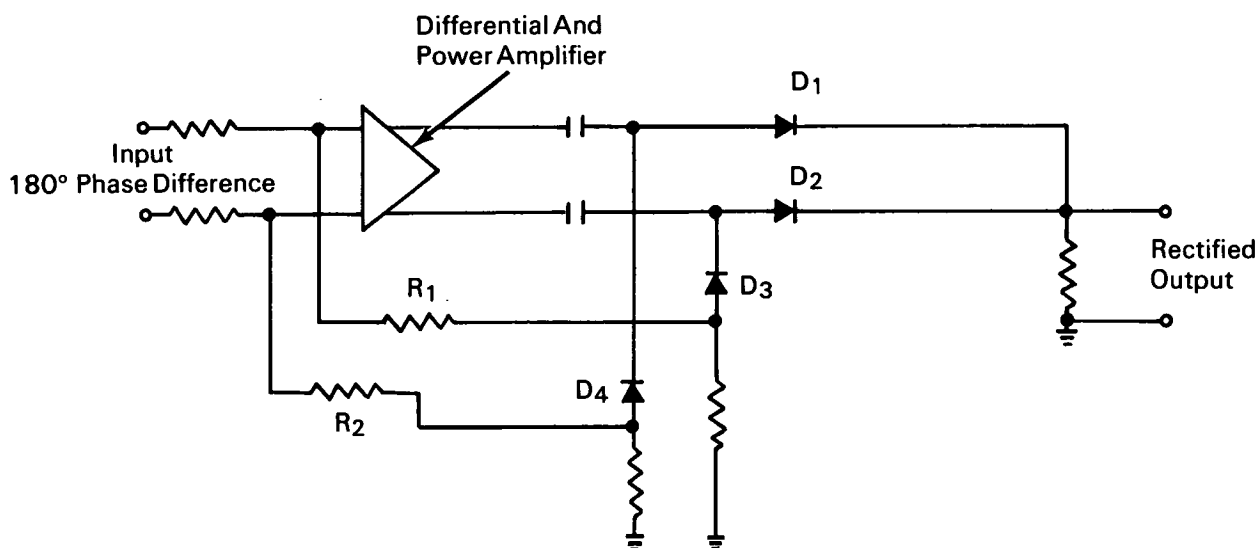 Differential And
Power Amplifier
D1
Input
180° Phase Difference
D2
Rectified
Output
R1
D3
R2
D4